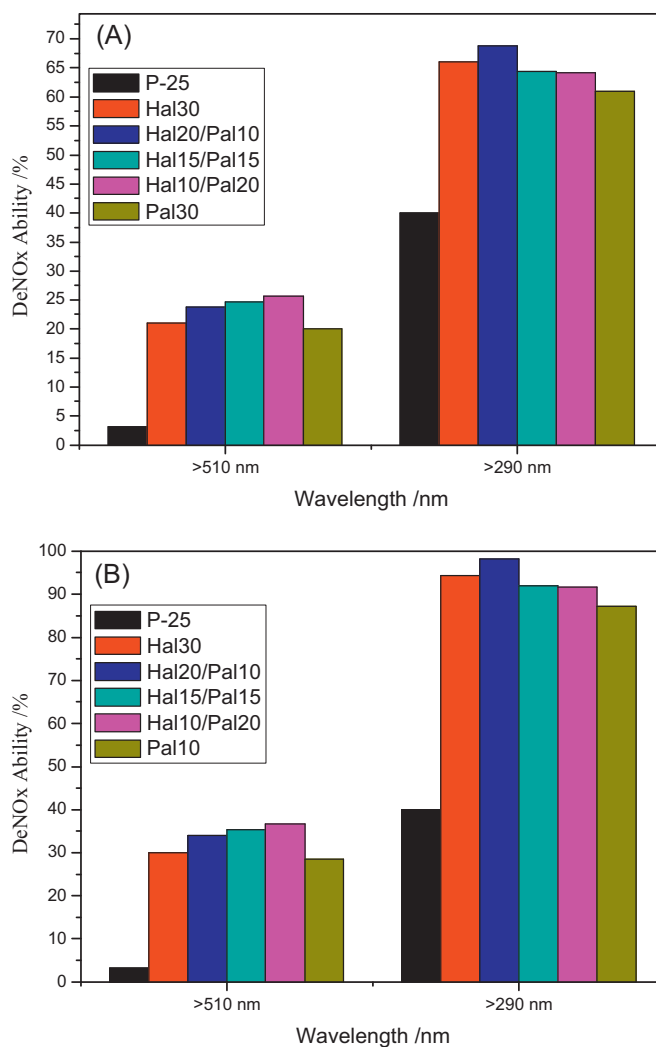 (A)
P-25
Hal30
Hal20/Pal10
Hal15/Pal15
Hal10/Pal20
Pal30
DeNOx Ability /%
70
65
60
55
50
45
40
35
30
25
20
15
10
5
0
>510 nm >290 nm
Wavelength /nm
(B)
P-25
Hal30
Hal20/Pal10
Hal15/Pal15
Hal10/Pal20
Pal10
DeNOx Ability /%
100
90
80
70
60
50
40
30
20
10
0
>510 nm >290 nm
Wavelength /nm